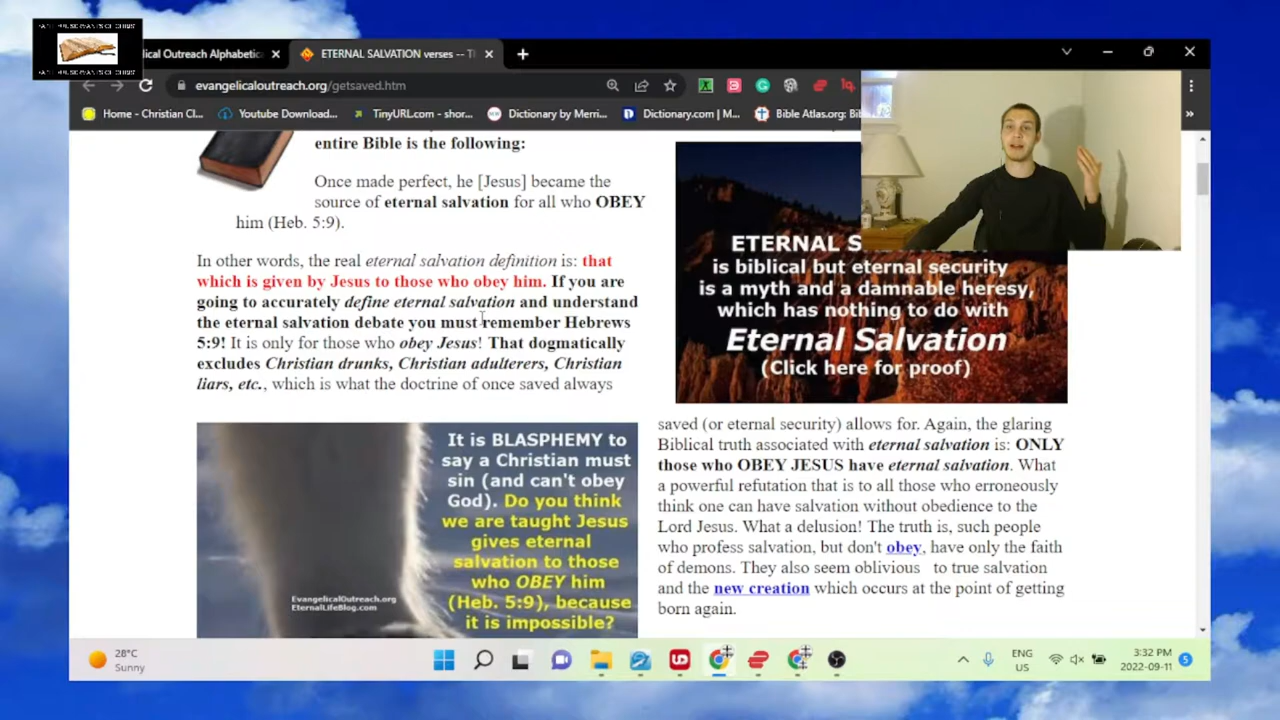 ical Outreach Alphabetic
ETERNAL SALVATION verses -- Tl
evangelicaloutreach.org/getsaved.htm
Home - Christian Cl...
Youtube Download...
TinyURL.com - shor...
Dictionary by Merri...
Dictionary.com | M...
Bible Atlas.org: Bi
entire Bible is the following:
Once made perfect, he [Jesus] became the
source of eternal salvation for all who OBEY
him (Heb. 5:9).
In other words, the real eternal salvation definition is: that
which is given by Jesus to those who obey him. If you are
going to accurately define eternal salvation and understand
the eternal salvation debate you must remember Hebrews
5:9! It is only for those who obey Jesus! That dogmatically
excludes Christian drunks, Christian adulterers, Christian
liars, etc., which is what the doctrine of once saved always
It is BLASPHEMY to
say a Christian must
sin (and can't obey
God). Do you think
we are taught Jesus
gives eternal
salvation to those
who OBEY him
(Heb. 5:9), because
it is impossible?
EvangelicalOutreach.org
EternalLifeBlog.com
ETERNAL S
is biblical but eternal security
is a myth and a damnable heresy,
which has nothing to do with
Eternal Salvation
(Click here for proof)
saved (or eternal security) allows for. Again, the glaring
Biblical truth associated with eternal salvation is: ONLY
those who OBEY JESUS have eternal salvation. What
a powerful refutation that is to all those who erroneously
think one can have salvation without obedience to the
Lord Jesus. What a delusion! The truth is, such people
who profess salvation, but don't obey, have only the faith
of demons. They also seem oblivious to true salvation
and the new creation which occurs at the point of getting
born again.
28°C
Sunny
ENG
US
3:32 PM
2022-09-11
5